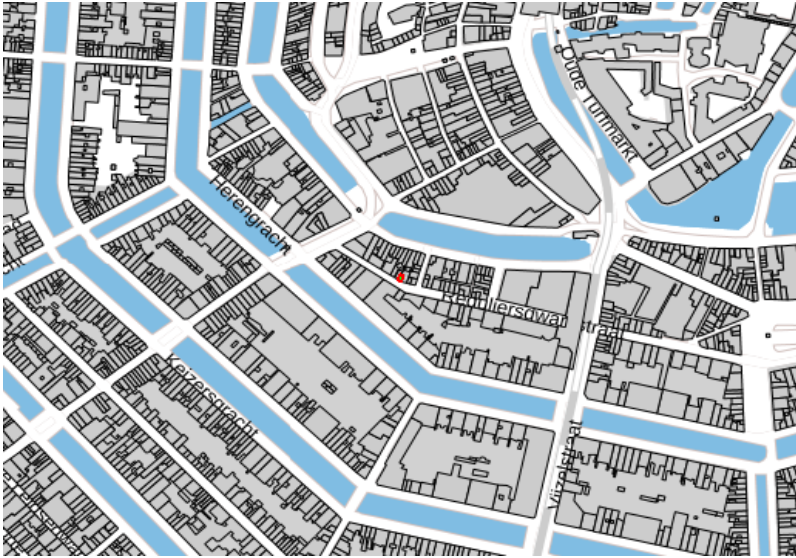 Oude Turfmarkt
Herengracht
Reguliersdwarsstraat
Keizersgracht
Vijzelstraat